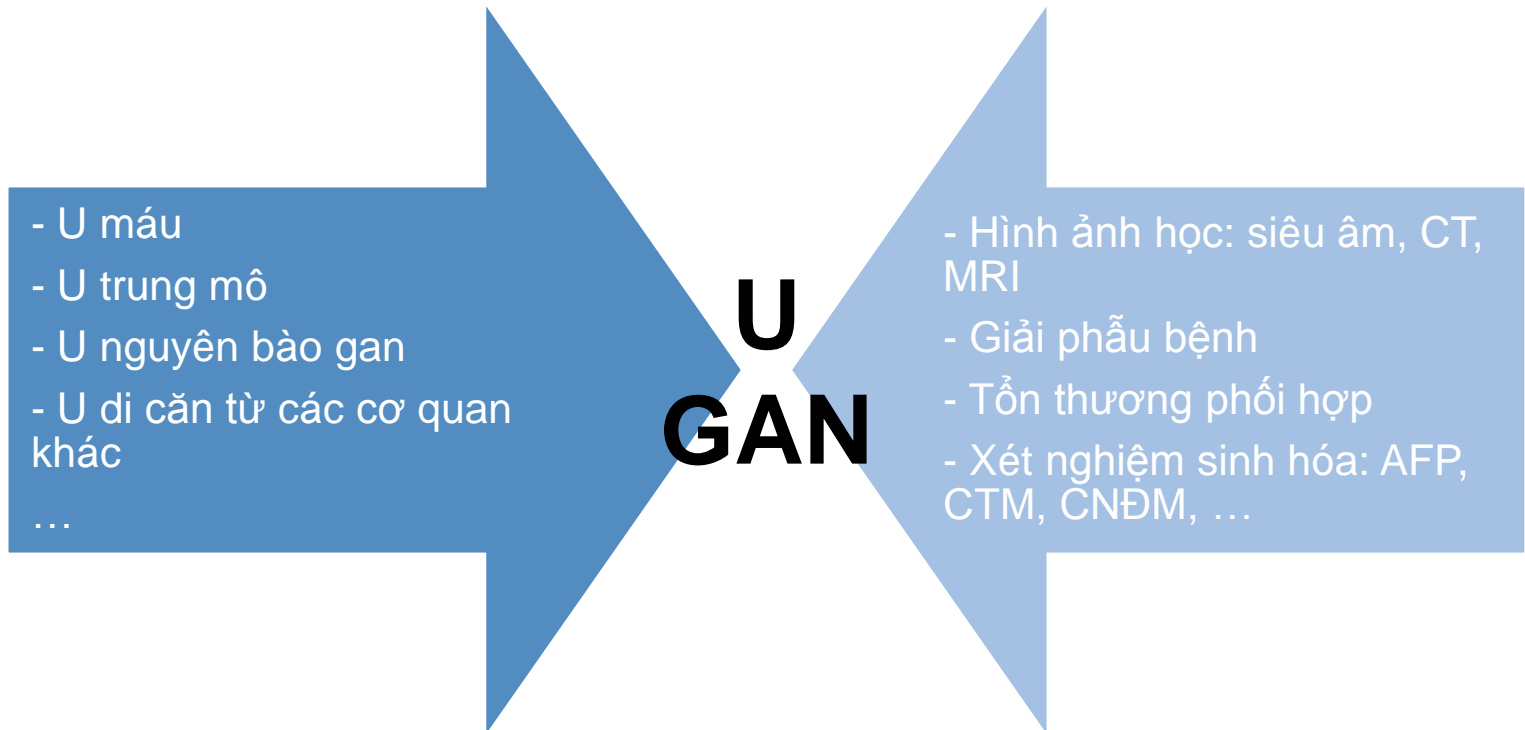 - U máu
- U trung mô
- U nguyên bào gan
- U di căn từ các cơ quan
khác
…
U
GAN
- Hình ảnh học: siêu âm, CT,
MRI
- Giải phẫu bệnh
- Tổn thương phối hợp
- Xét nghiệm sinh hóa: AFP,
CTM, CNĐM, …